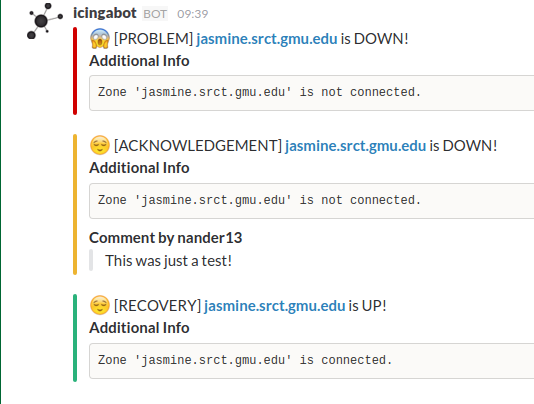 icingabot BOT 09:39
[PROBLEM] jasmine.srct.gmu.edu is DOWN!
Additional Info
Zone 'jasmine.srct.gmu.edu' is not connected.
[ACKNOWLEDGEMENT] jasmine.srct.gmu.edu is DOWN!
Additional Info
Zone 'jasmine.srct.gmu.edu' is not connected.
Comment by nander13
This was just a test!
[RECOVERY] jasmine.srct.gmu.edu is UP!
Additional Info
Zone 'jasmine.srct.gmu.edu' is connected.